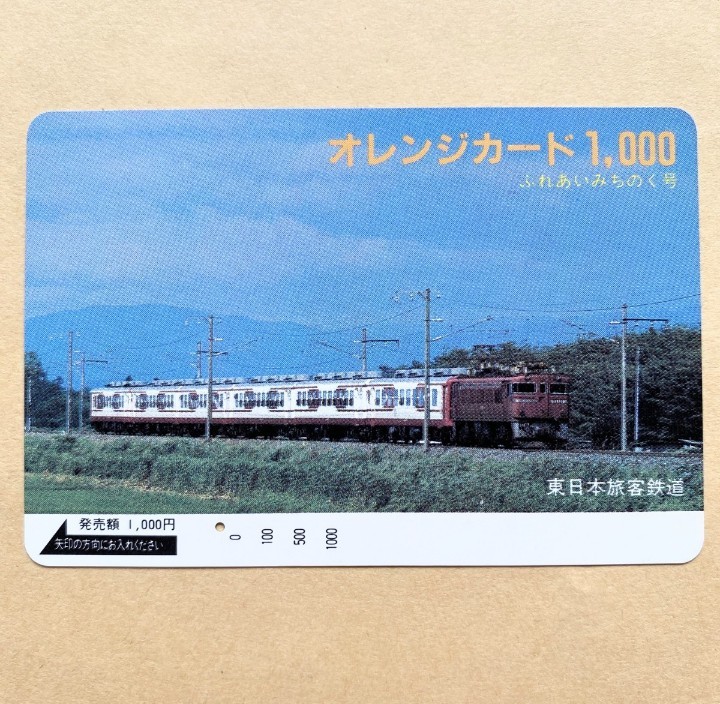 オレンジカード 1,000
ふれあいみちのく号
東日本旅客鉄道
発売額 1,000円
矢印の方向にお入れください
0 100 500 1000